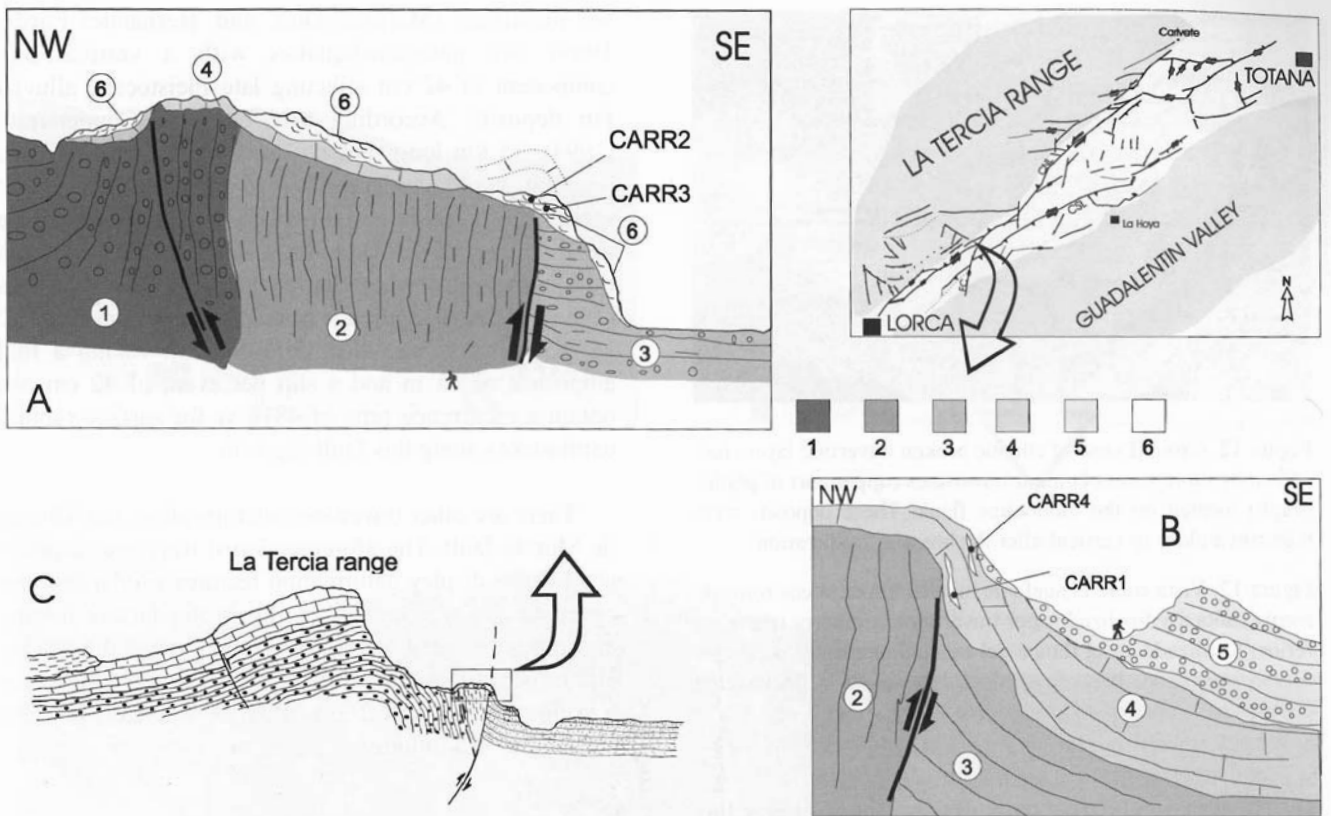 NW
SE
6
4
6
CARR2
CARR3
6
1
2
3
A
Carivete
TOTANA
LA TERCIA RANGE
La Hoya
GUADALENTIN VALLEY
LORCA
N
1 2 3 4 5 6
C
La Tercia range
NW
SE
CARR4
B
CARR1
2
5
4
3